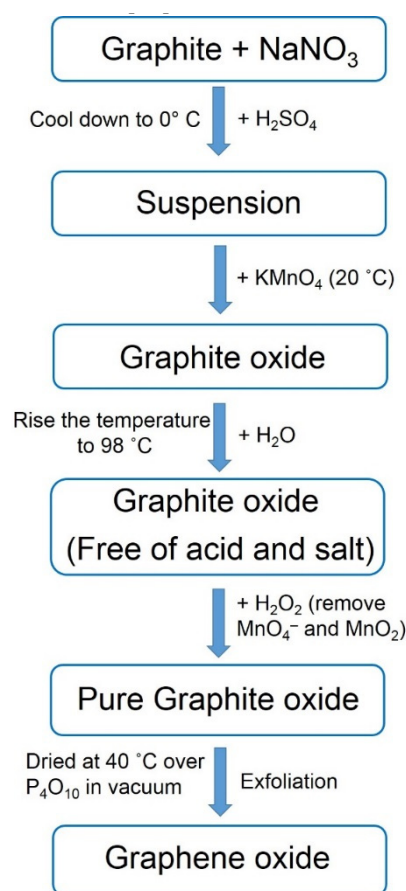 Graphite + NaNO₃
Cool down to 0° C
+ H₂SO₄
Suspension
+ KMnO₄ (20 ˚C)
Graphite oxide
Rise the temperature
to 98 ˚C
+ H₂O
Graphite oxide
(Free of acid and salt)
+ H₂O₂ (remove
MnO₄⁻ and MnO₂)
Pure Graphite oxide
Dried at 40 ˚C over
P₄O₁₀ in vacuum
Exfoliation
Graphene oxide